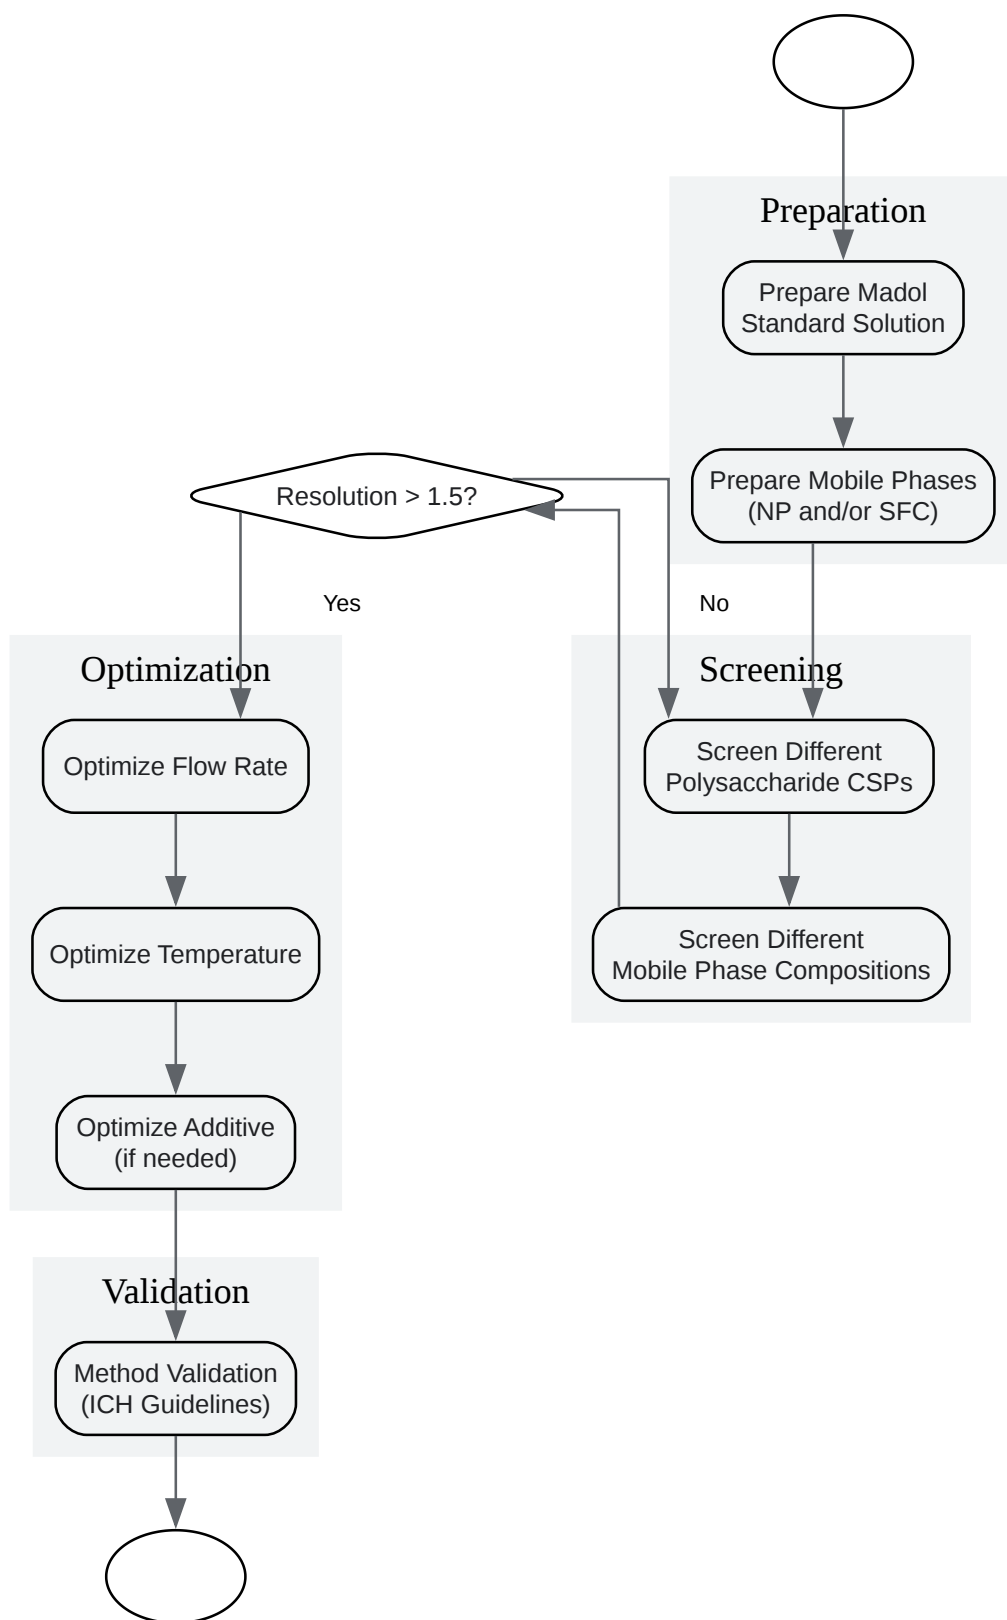 Preparation
Prepare Madol
Standard Solution
Prepare Mobile Phases
(NP and/or SFC)
Resolution > 1.5?
Yes
No
Optimization
Optimize Flow Rate
Optimize Temperature
Optimize Additive
(if needed)
Screening
Screen Different
Polysaccharide CSPs
Screen Different
Mobile Phase Compositions
Validation
Method Validation
(ICH Guidelines)